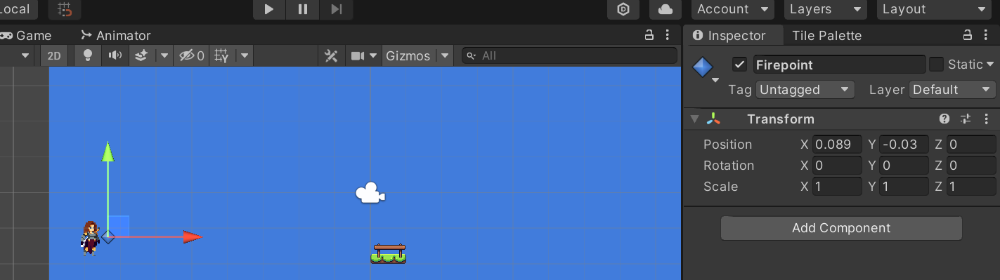 Local
Account
Layers
Layout
Game
Animator
Inspector
Tile Palette
2D
0
Gizmos
All
Firepoint
Static
Tag Untagged Layer Default
Transform
Position X 0.089 Y -0.03 Z 0
Rotation X 0 Y 0 Z 0
Scale X 1 Y 1 Z 1
Add Component